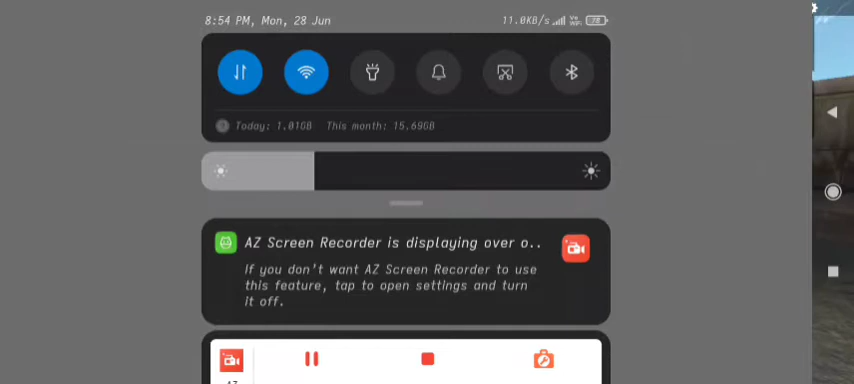 8:54 PM, Mon, 28 Jun
11.0KB/s
78
Today: 1.01GB This month: 15.69GB
AZ Screen Recorder is displaying over o..
If you don't want AZ Screen Recorder to use
this feature, tap to open settings and turn
it off.